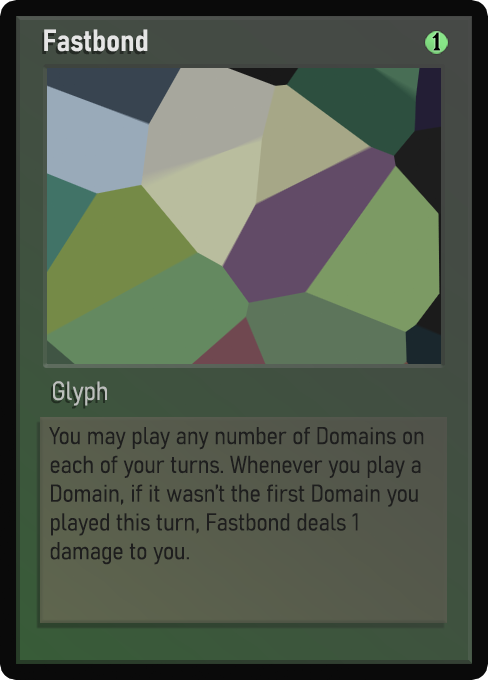 Fastbond
1
Glyph
You may play any number of Domains on
each of your turns. Whenever you play a
Domain, if it wasn't the first Domain you
played this turn, Fastbond deals 1
damage to you.